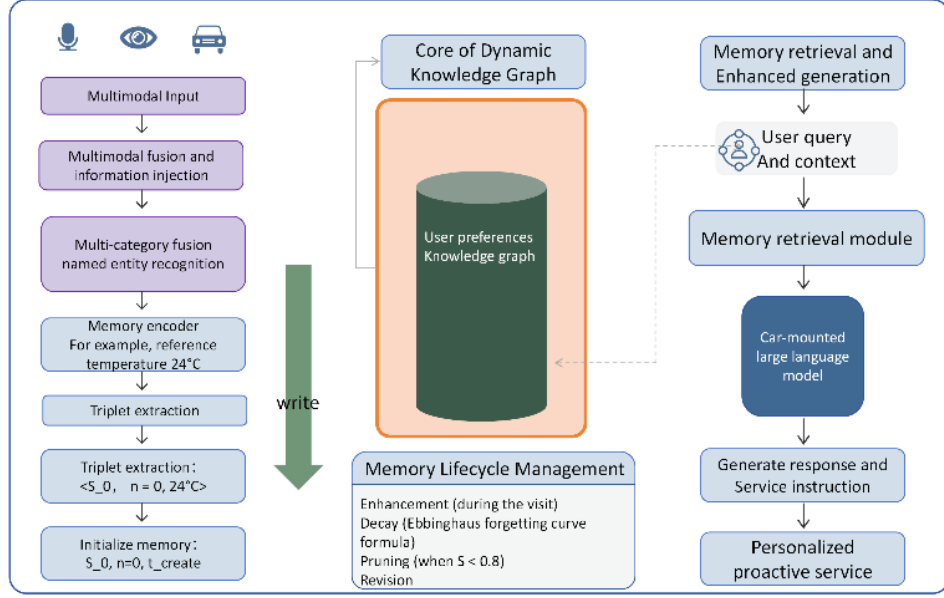 Multimodal Input
Multimodal fusion and
information injection
Multi-category fusion
named entity recognition
Memory encoder
For example, reference
temperature 24°C
Triplet extraction
Triplet extraction:
<S_0, n = 0, 24°C>
Initialize memory:
S_0, n=0, t_create
write
Core of Dynamic
Knowledge Graph
User preferences
Knowledge graph
Memory Lifecycle Management
Enhancement (during the visit)
Decay (Ebbinghaus forgetting curve
formula)
Pruning (when S < 0.8)
Revision
Memory retrieval and
Enhanced generation
User query
And context
Memory retrieval module
Car-mounted
large language
model
Generate response and
Service instruction
Personalized
proactive service